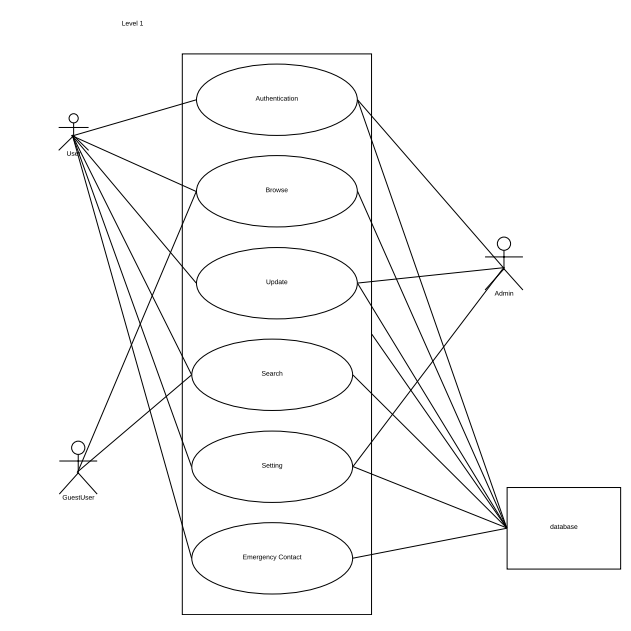 Level 1
Authentication
User
Browse
Update
Admin
Search
Setting
GuestUser
database
Emergency Contact